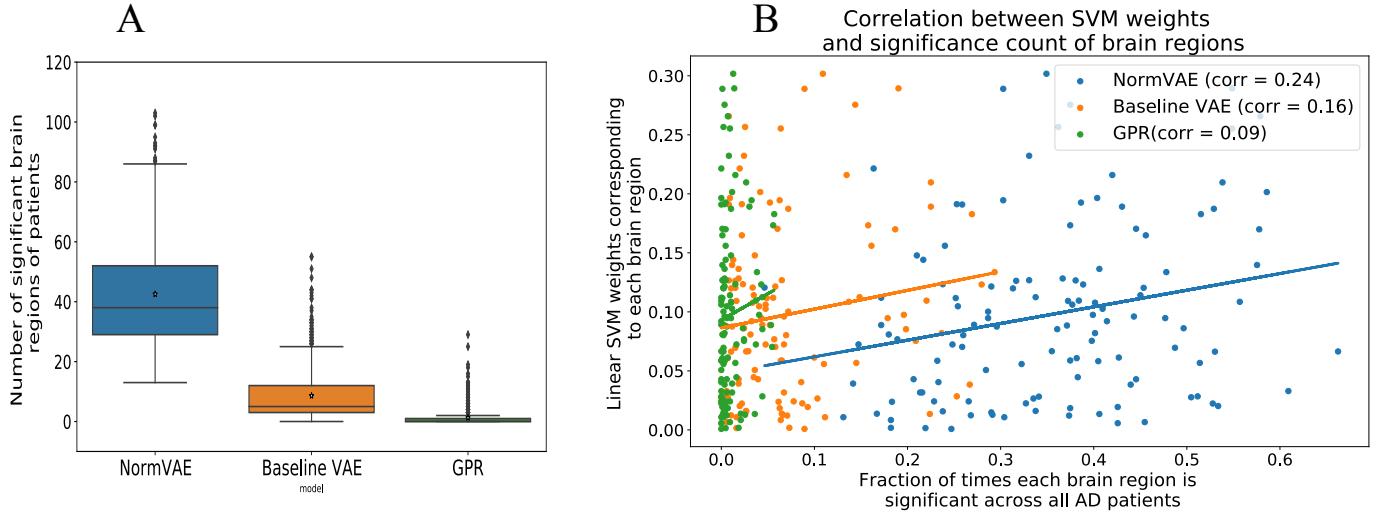 A
Number of significant brain
regions of patients
120
100
80
60
40
20
0
NormVAE
Baseline VAE
GPR
model
B
Correlation between SVM weights
and significance count of brain regions
Linear SVM weights corresponding
to each brain region
0.30
0.25
0.20
0.15
0.10
0.05
0.00
NormVAE (corr = 0.24)
Baseline VAE (corr = 0.16)
GPR(corr = 0.09)
0.0
0.1
0.2
0.3
0.4
0.5
0.6
Fraction of times each brain region is
significant across all AD patients